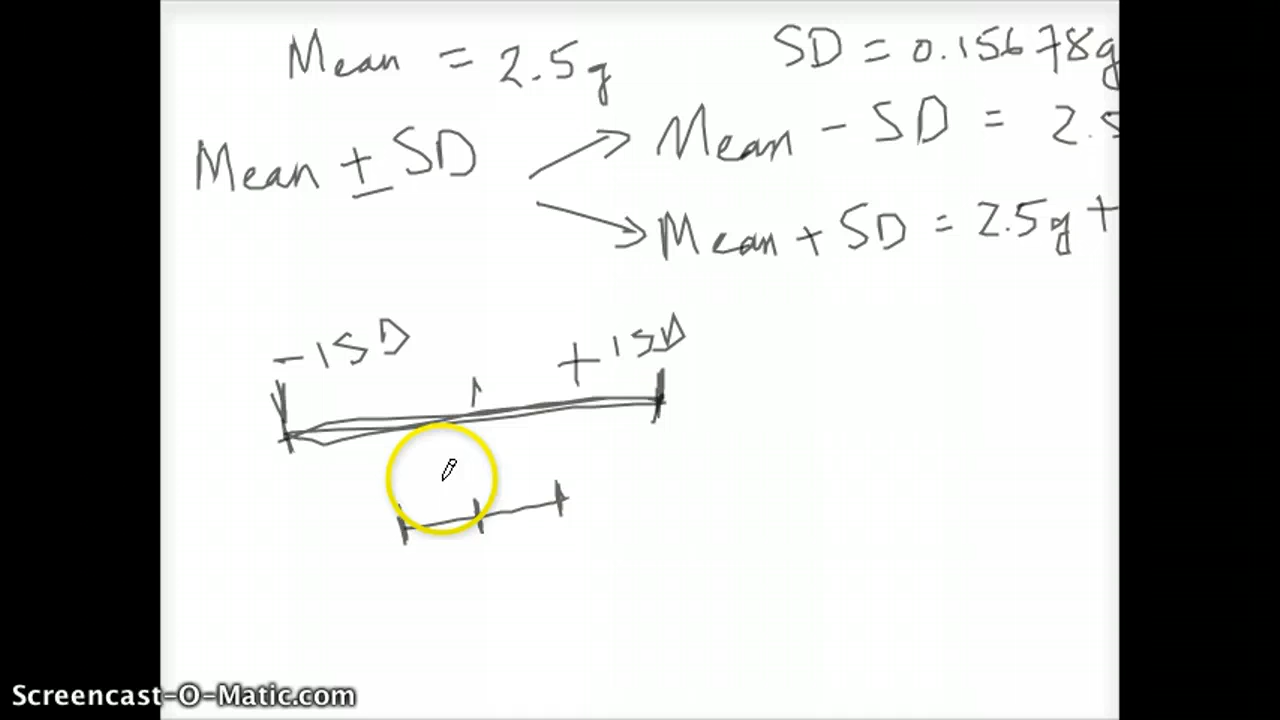 Mean = 2.5g SD = 0.15678g
Mean ± SD
Mean - SD = 2.5
Mean + SD = 2.5g +
-1SD +1SD
Screencast-O-Matic.com